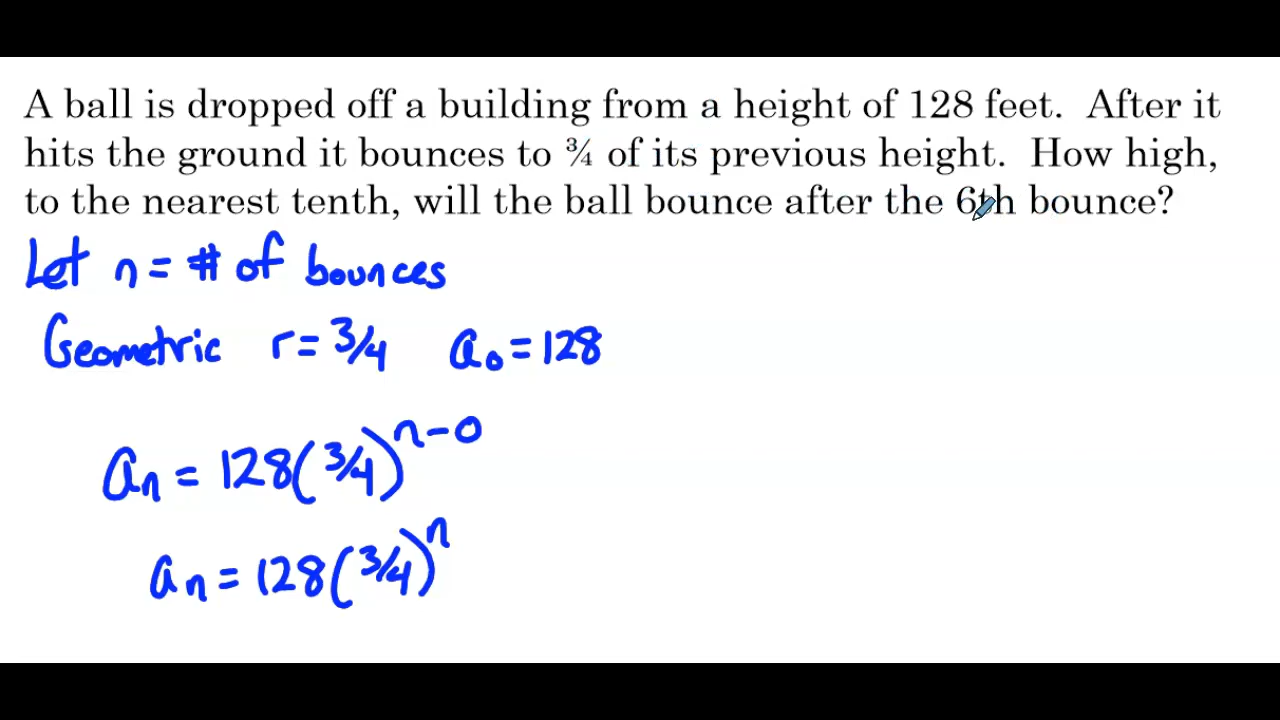 A ball is dropped off a building from a height of 128 feet. After it
hits the ground it bounces to ¾ of its previous height. How high,
to the nearest tenth, will the ball bounce after the 6th bounce?
Let n = # of bounces
Geometric r = 3/4 a₀ = 128
aₙ = 128(3/4)ⁿ⁻⁰
aₙ = 128(3/4)ⁿ